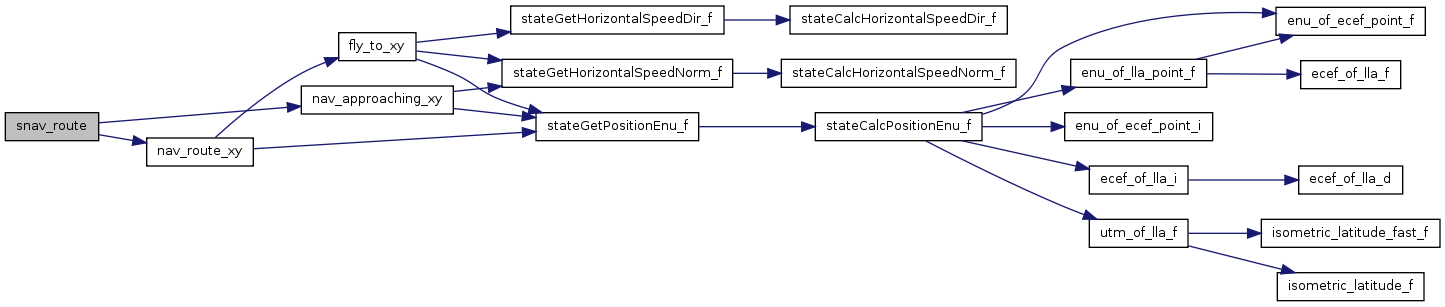 snav_route
nav_route_xy
nav_approaching_xy
fly_to_xy
stateGetHorizontalSpeedDir_f
stateGetHorizontalSpeedNorm_f
stateGetPositionEnu_f
stateCalcHorizontalSpeedDir_f
stateCalcHorizontalSpeedNorm_f
stateCalcPositionEnu_f
enu_of_lla_point_f
enu_of_ecef_point_i
ecef_of_lla_i
utm_of_lla_f
enu_of_ecef_point_f
ecef_of_lla_f
ecef_of_lla_d
isometric_latitude_fast_f
isometric_latitude_f